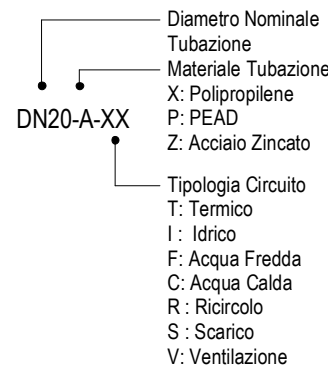 Diametro Nominale
Tubazione
Materiale Tubazione
X: Polipropilene
P: PEAD
Z: Acciaio Zincato
DN20-A-XX
Tipologia Circuito
T: Termico
I : Idrico
F: Acqua Fredda
C: Acqua Calda
R : Ricircolo
S : Scarico
V: Ventilazione